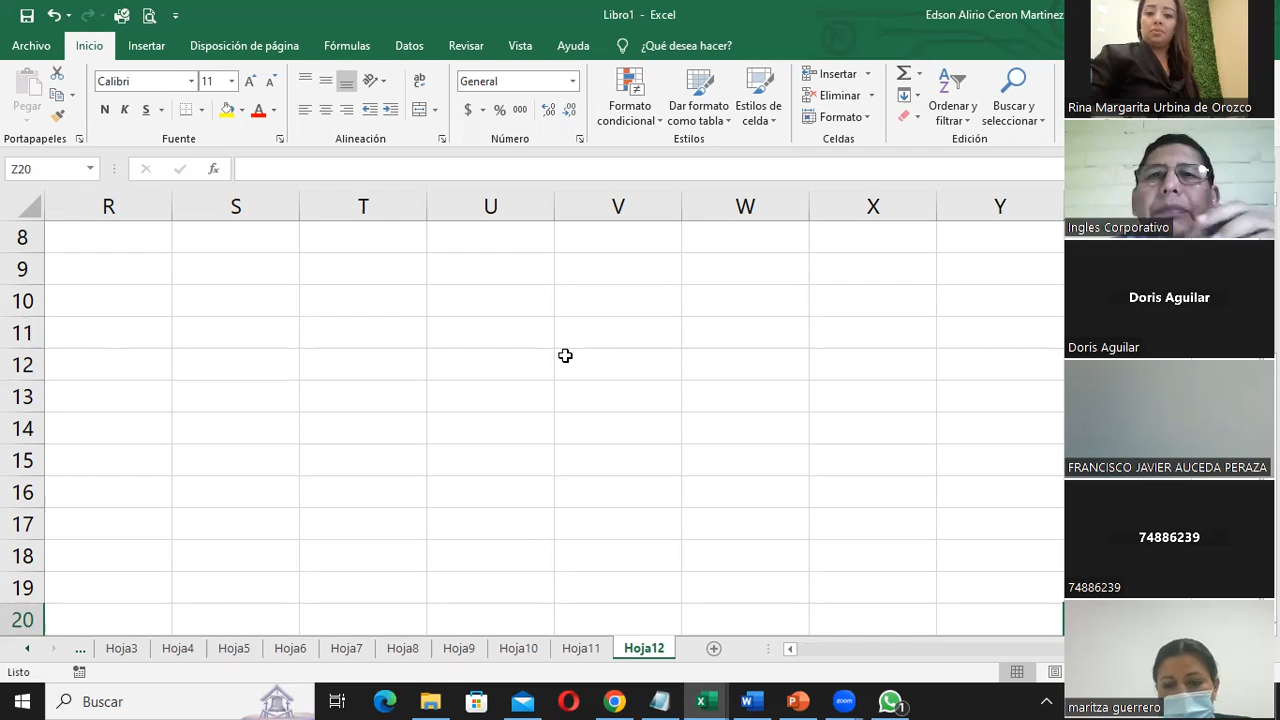 Libro1 - Excel
Edson Alirio Ceron Martinez
Archivo Inicio Insertar Disposición de página Fórmulas Datos Revisar Vista Ayuda ¿Qué desea hacer?
Pegar
Calibri 11
N K S
General
$ % 000
Formato condicional
Dar formato como tabla
Estilos de celda
Insertar
Eliminar
Formato
Ordenar y filtrar
Buscar y seleccionar
Portapapeles Fuente Alineación Número Estilos Celdas Edición
Z20
fx
R S T U V W X Y
8
9
10
11
12
13
14
15
16
17
18
19
20
... Hoja3 Hoja4 Hoja5 Hoja6 Hoja7 Hoja8 Hoja9 Hoja10 Hoja11 Hoja12
Listo
Buscar
zoom
1
Rina Margarita Urbina de Orozco
Ingles Corporativo
Doris Aguilar
Doris Aguilar
FRANCISCO JAVIER AUCEDA PERAZA
74886239
74886239
maritza guerrero